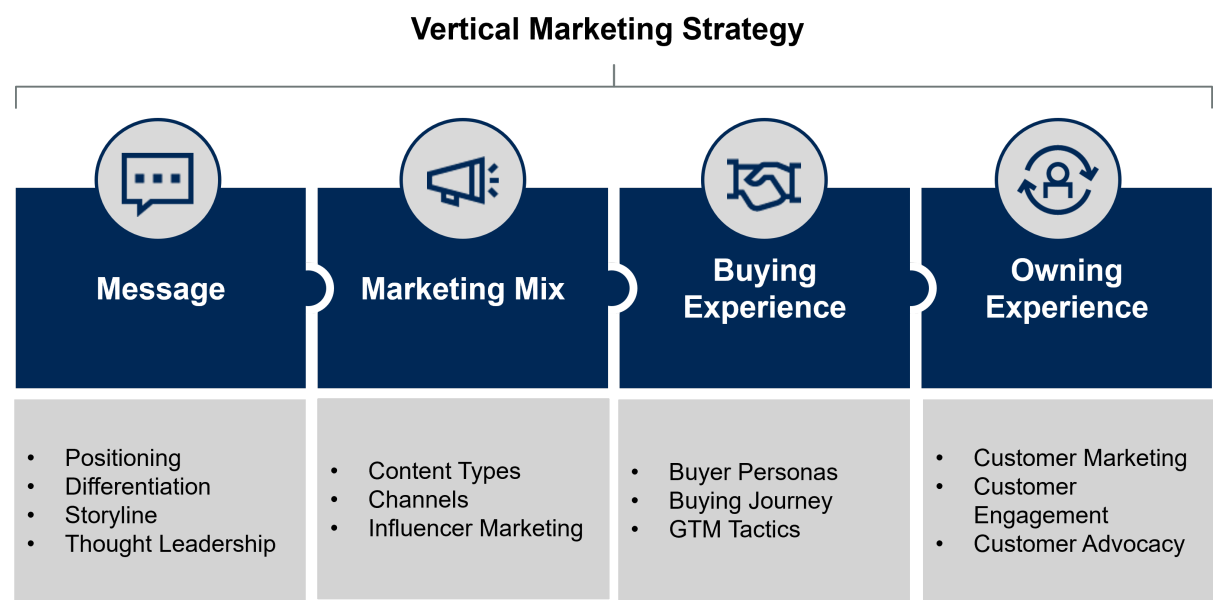 Vertical Marketing Strategy
Message
Marketing Mix
Buying
Experience
Owning
Experience
• Positioning
• Differentiation
• Storyline
• Thought Leadership
• Content Types
• Channels
• Influencer Marketing
• Buyer Personas
• Buying Journey
• GTM Tactics
• Customer Marketing
• Customer
Engagement
• Customer Advocacy